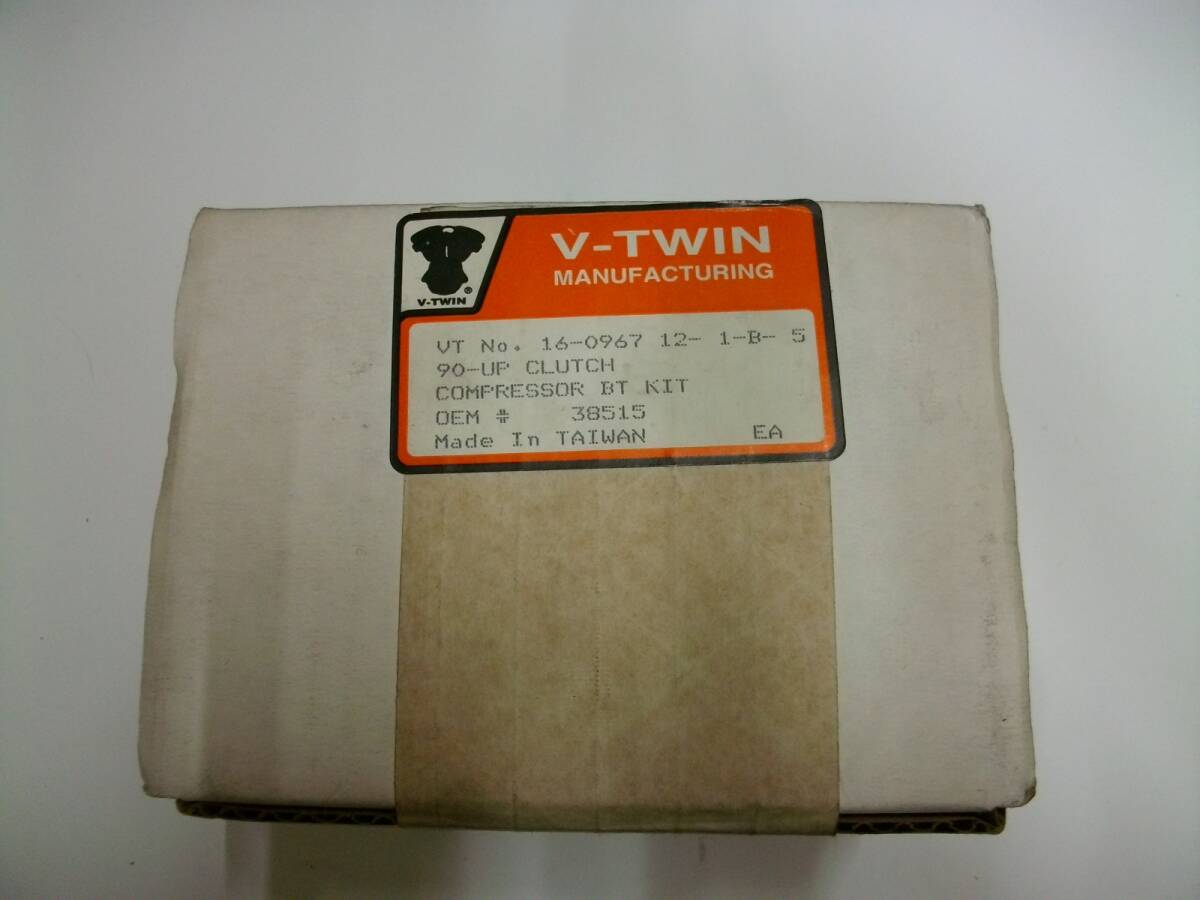 V-TWIN
MANUFACTURING
®
V-TWIN
VT No. 16-0967 12- 1-B- 5
90-UP CLUTCH
COMPRESSOR BT KIT
OEM # 38515
Made In TAIWAN EA